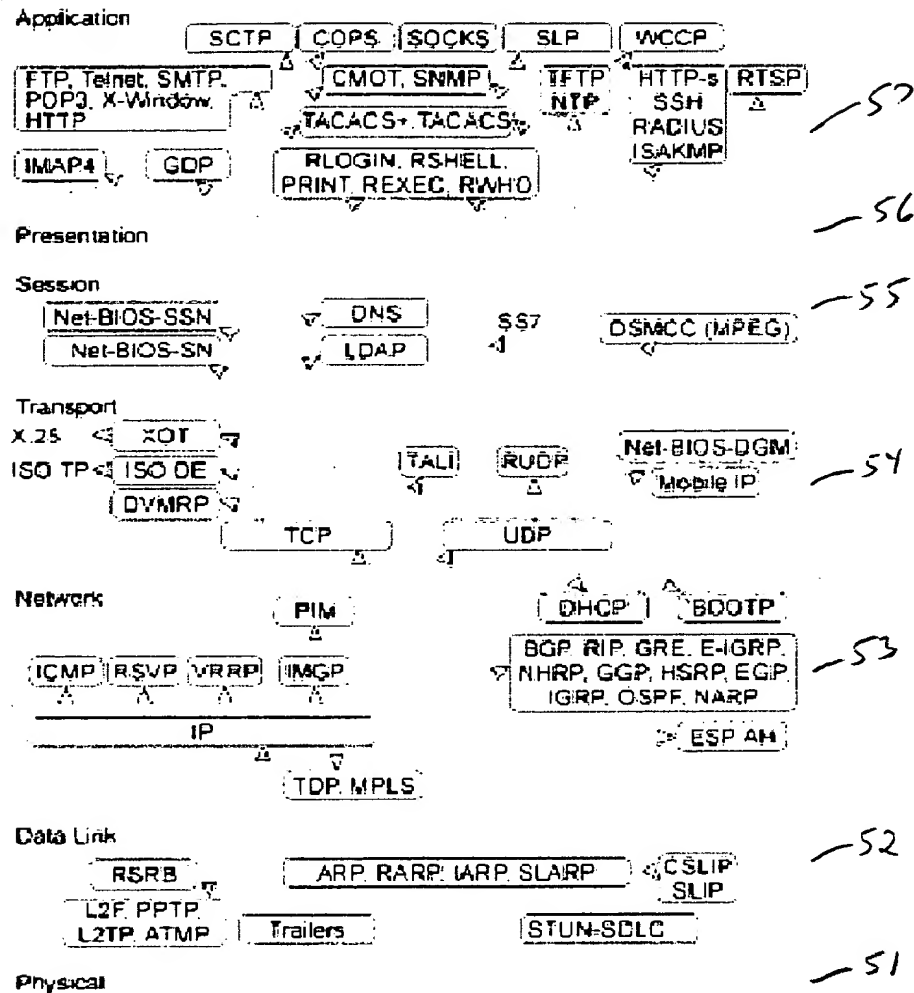 Application
SCTP COPS SOCKS SLP WCCP
FTP, Telnet, SMTP,
POP3, X-Window,
HTTP
CMOT, SNMP
TFTP
NTP
HTTP-s
SSH
RADIUS
ISAKMP
RTSP
57
TACACS+, TACACS
IMAP4 GDP
RLOGIN, RSHELL,
PRINT, REXEC, RWHO
56
Presentation
Session
55
Net-BIOS-SSN DNS SS7 DSMCC (MPEG)
Net-BIOS-SN LDAP
Transport
X.25 XOT
ISO TP ISO DE TALI RUDP Net-BIOS-DGM
54
Mobile IP
DVMRP
TCP UDP
Network
PIM DHCP BOOTP
ICMP RSVP VRRP IMGP
BGP, RIP, GRE, E-IGRP,
NHRP, GGP, HSRP, EGP,
IGRP, OSPF, NARP
53
IP
ESP AH
TDP, MPLS
Data Link
52
RSRB ARP, RARP, IARP, SLARP CSLIP
SLIP
L2F, PPTP,
L2TP, ATMP
Trailers STUN-SDLC
51
Physical